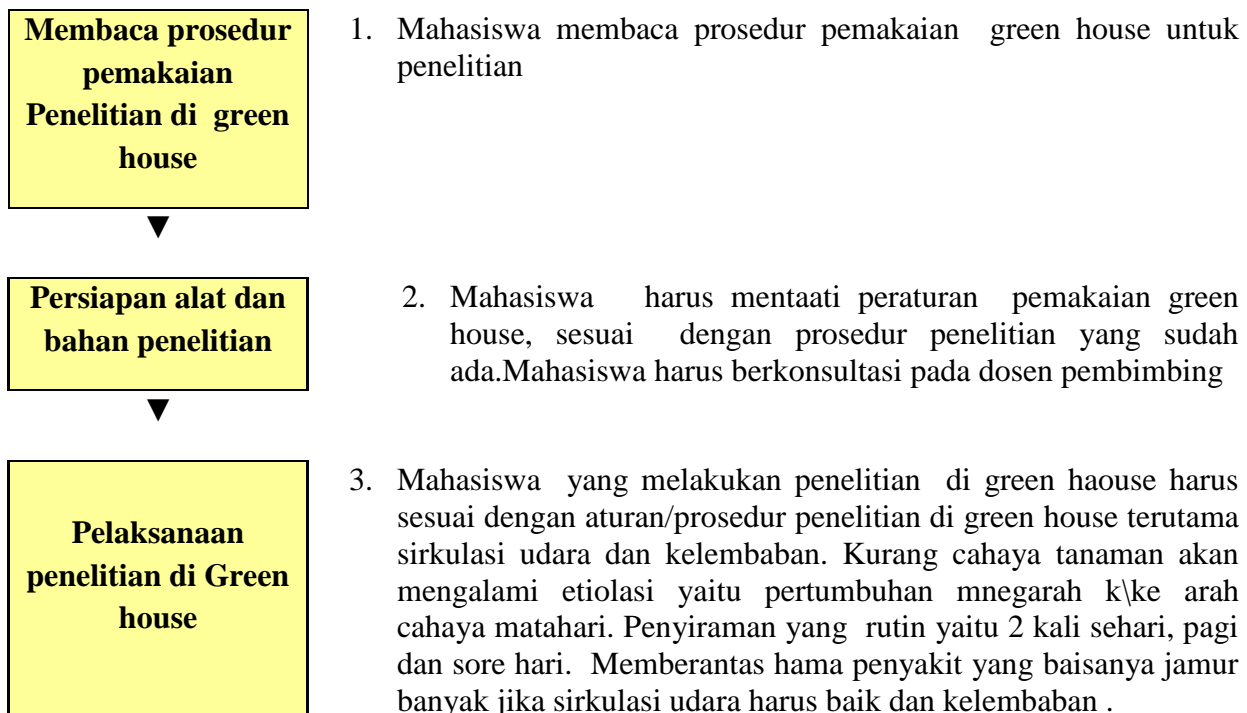 Membaca prosedur
pemakaian
Penelitian di green
house
1. Mahasiswa membaca prosedur pemakaian green house untuk
penelitian
▼
Persiapan alat dan
bahan penelitian
2. Mahasiswa harus mentaati peraturan pemakaian green
house, sesuai dengan prosedur penelitian yang sudah
ada.Mahasiswa harus berkonsultasi pada dosen pembimbing
▼
Pelaksanaan
penelitian di Green
house
3. Mahasiswa yang melakukan penelitian di green haouse harus
sesuai dengan aturan/prosedur penelitian di green house terutama
sirkulasi udara dan kelembaban. Kurang cahaya tanaman akan
mengalami etiolasi yaitu pertumbuhan mnegarah k\ke arah
cahaya matahari. Penyiraman yang rutin yaitu 2 kali sehari, pagi
dan sore hari. Memberantas hama penyakit yang baisanya jamur
banyak jika sirkulasi udara harus baik dan kelembaban .